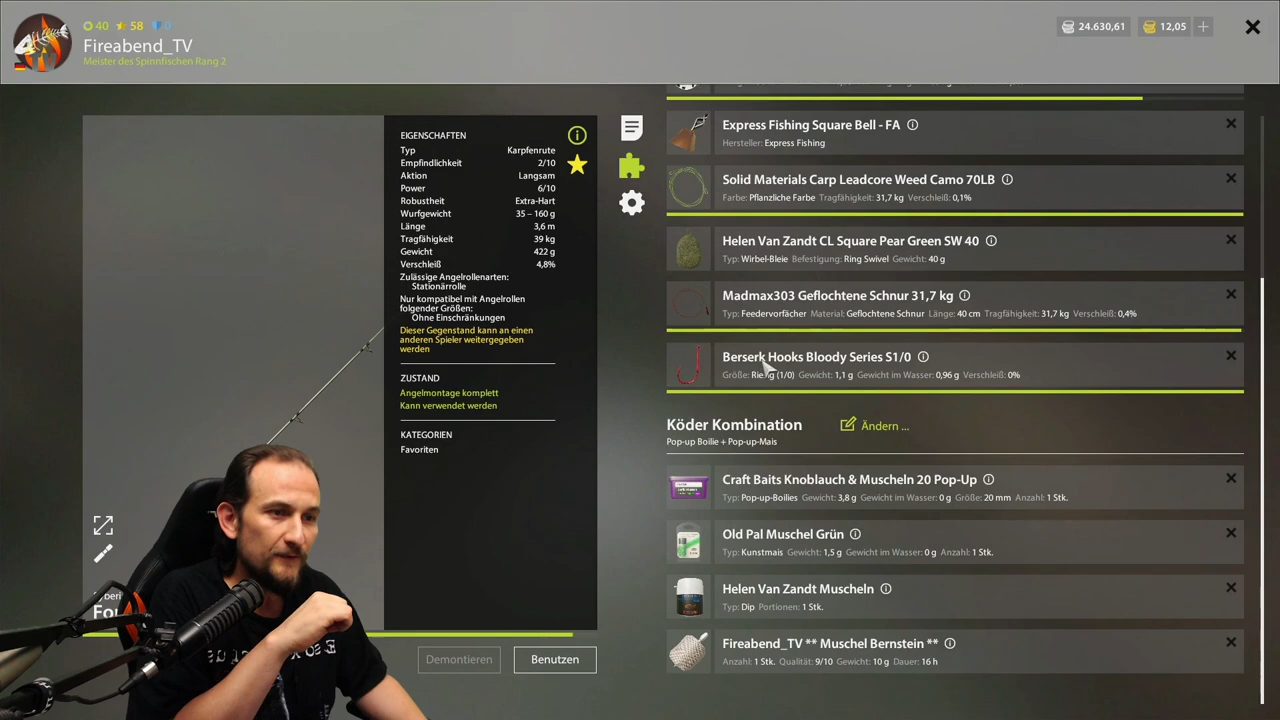 40 58 0
Fireabend_TV
Meister des Spinnfischen Rang 2
24.630,61
12,05
EIGENSCHAFTEN
Typ Karpfenrute
Empfindlichkeit 2/10
Aktion Langsam
Power 6/10
Robustheit Extra-Hart
Wurfgewicht 35 – 160 g
Länge 3,6 m
Tragfähigkeit 39 kg
Gewicht 422 g
Verschleiß 4,8%
Zulässige Angelrollenarten:
Stationärrolle
Nur kompatibel mit Angelrollen
folgender Größen:
Ohne Einschränkungen
Dieser Gegenstand kann an einen
anderen Spieler weitergegeben
werden
ZUSTAND
Angelmontage komplett
Kann verwendet werden
KATEGORIEN
Favoriten
Demontieren
Benutzen
Express Fishing Square Bell - FA
Hersteller: Express Fishing
Solid Materials Carp Leadcore Weed Camo 70LB
Farbe: Pflanzliche Farbe Tragfähigkeit: 31,7 kg Verschleiß: 0,1%
Helen Van Zandt CL Square Pear Green SW 40
Typ: Wirbel-Bleie Befestigung: Ring Swivel Gewicht: 40 g
Madmax303 Geflochtene Schnur 31,7 kg
Typ: Feedervorfächer Material: Geflochtene Schnur Länge: 40 cm Tragfähigkeit: 31,7 kg Verschleiß: 0,4%
Berserk Hooks Bloody Series S1/0
Größe: (1/0) Gewicht: 1,1 g Gewicht im Wasser: 0,96 g Verschleiß: 0%
Köder Kombination
Ändern ...
Pop-up Boilie + Pop-up-Mais
Craft Baits Knoblauch & Muscheln 20 Pop-Up
Typ: Pop-up-Boilies Gewicht: 3,8 g Gewicht im Wasser: 0 g Größe: 20 mm Anzahl: 1 Stk.
Old Pal Muschel Grün
Typ: Kunstmais Gewicht: 1,5 g Gewicht im Wasser: 0 g Anzahl: 1 Stk.
Helen Van Zandt Muscheln
Typ: Dip Portionen: 1 Stk.
Fireabend_TV ** Muschel Bernstein **
Anzahl: 1 Stk. Qualität: 9/10 Gewicht: 10 g Dauer: 16 h